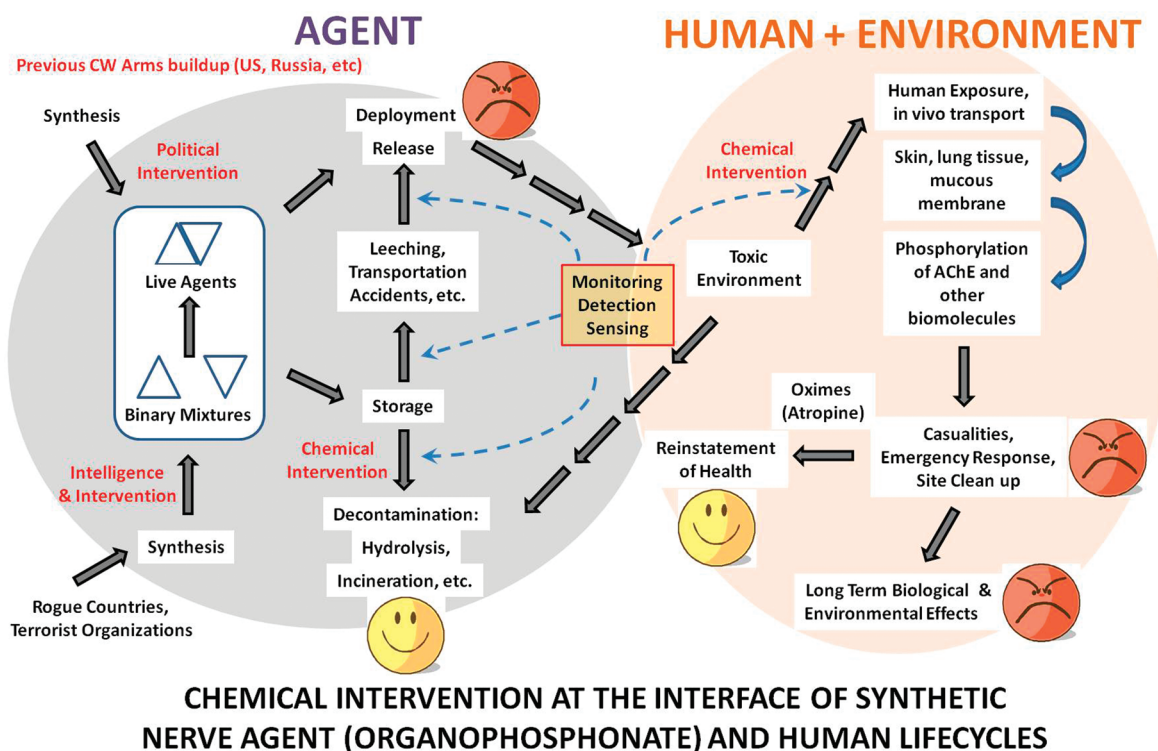 AGENT
HUMAN + ENVIRONMENT
Previous CW Arms buildup (US, Russia, etc)
Synthesis
Political
Intervention
Live Agents
Binary Mixtures
Intelligence
& Intervention
Synthesis
Rogue Countries,
Terrorist Organizations
Deployment
Release
Leeching,
Transportation
Accidents, etc.
Storage
Chemical
Intervention
Decontamination:
Hydrolysis,
Incineration, etc.
Monitoring
Detection
Sensing
Chemical
Intervention
Toxic
Environment
Human Exposure,
in vivo transport
Skin, lung tissue,
mucous
membrane
Phosphorylation
of AChE and
other
biomolecules
Oximes
(Atropine)
Reinstatement
of Health
Casualities,
Emergency Response,
Site Clean up
Long Term Biological &
Environmental Effects
CHEMICAL INTERVENTION AT THE INTERFACE OF SYNTHETIC
NERVE AGENT (ORGANOPHOSPHONATE) AND HUMAN LIFECYCLES